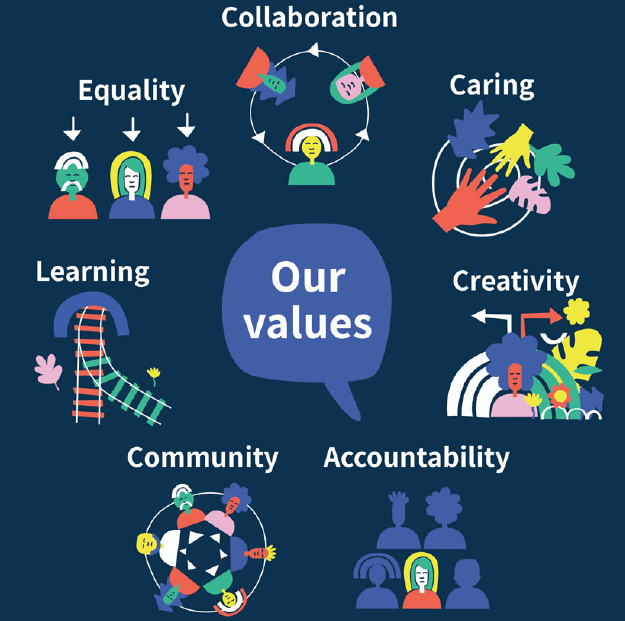 Collaboration
Equality
Caring
Our
values
Learning
Creativity
Community
Accountability